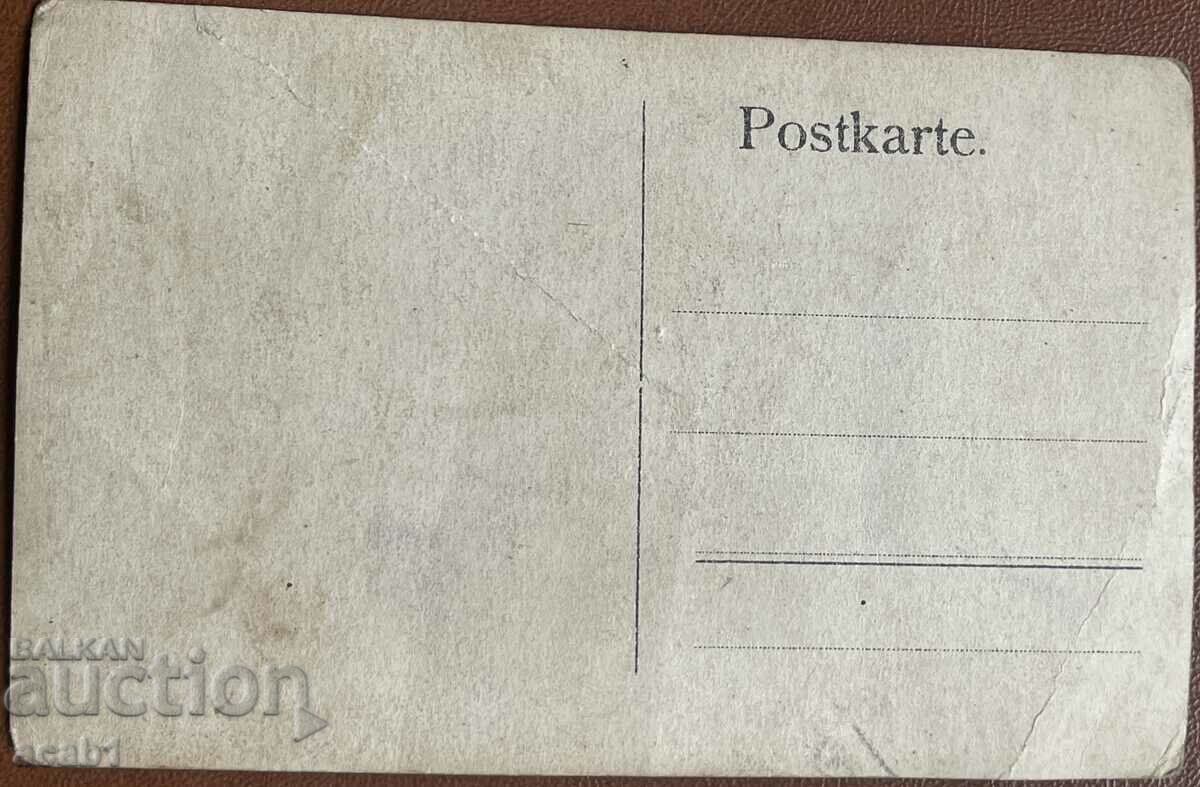 Postkarte.
BALKAN
auction
acab1